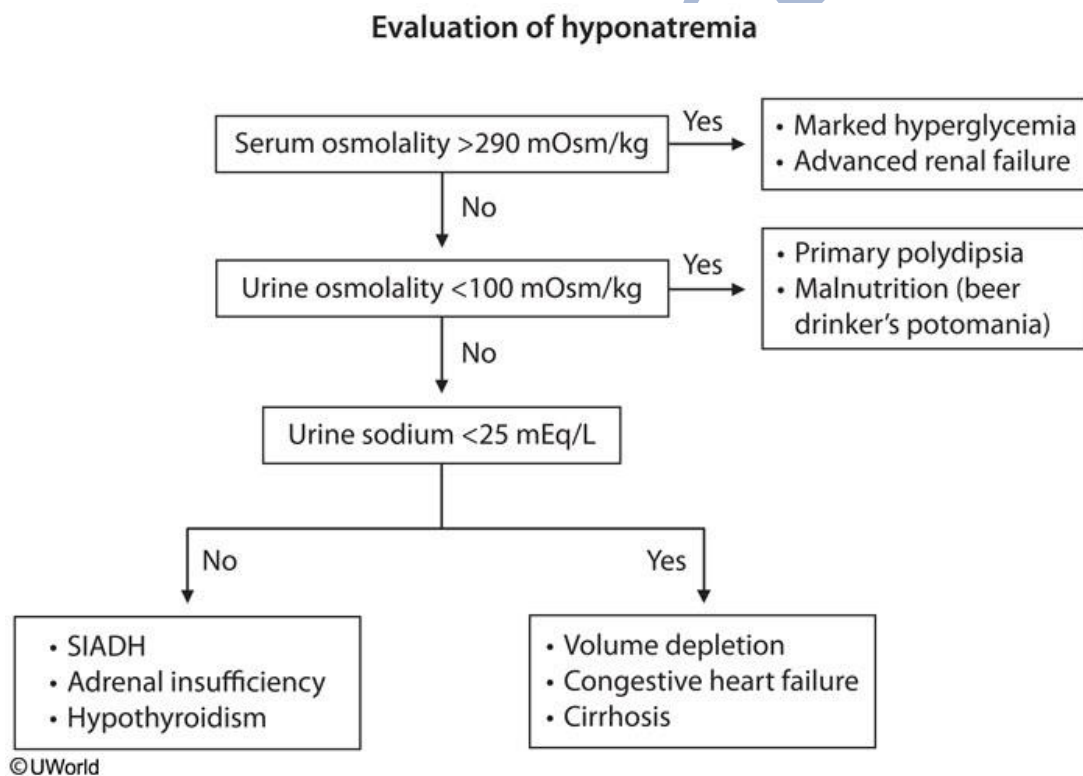 Evaluation of hyponatremia
Serum osmolality >290 mOsm/kg
Yes
• Marked hyperglycemia
• Advanced renal failure
No
Urine osmolality <100 mOsm/kg
Yes
• Primary polydipsia
• Malnutrition (beer
drinker's potomania)
No
Urine sodium <25 mEq/L
No
Yes
• SIADH
• Adrenal insufficiency
• Hypothyroidism
• Volume depletion
• Congestive heart failure
• Cirrhosis
©UWorld